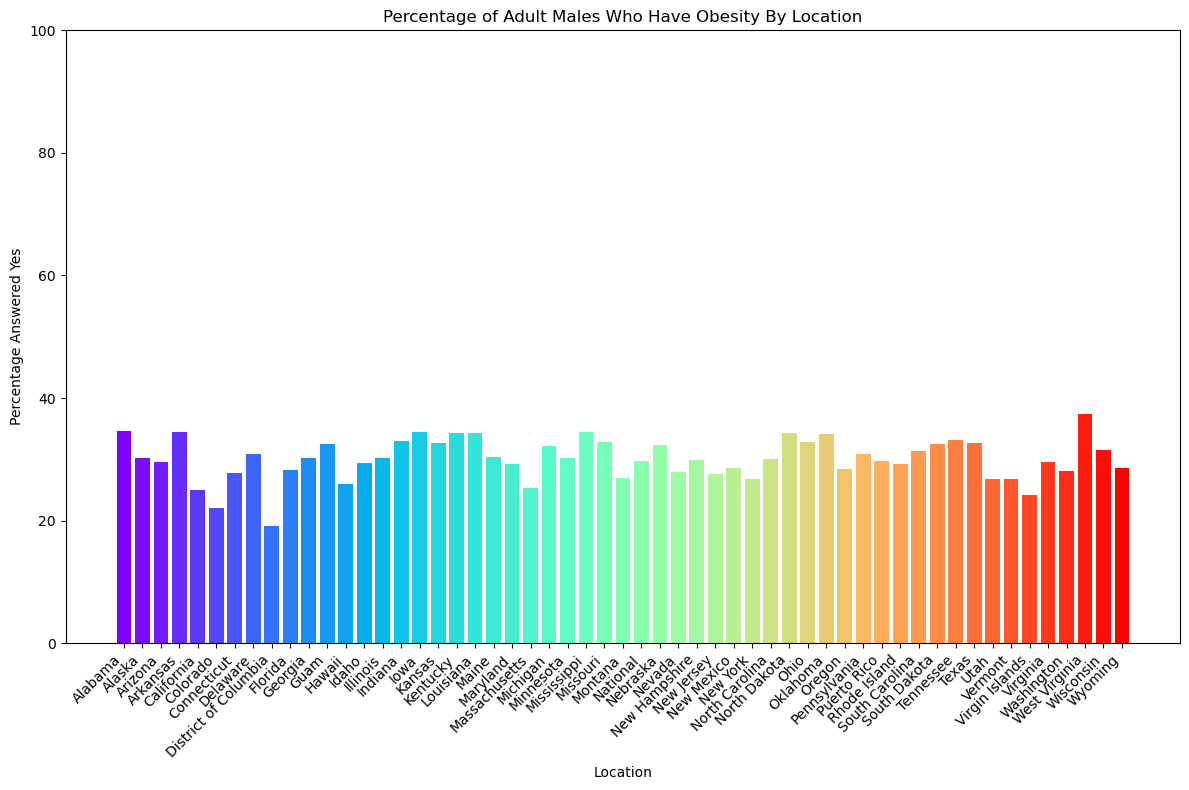 Percentage of Adult Males Who Have Obesity By Location
Percentage Answered Yes
100
80
60
40
20
0
Alabama
Alaska
Arizona
Arkansas
California
Colorado
Connecticut
Delaware
District of Columbia
Florida
Georgia
Guam
Hawaii
Idaho
Illinois
Indiana
Iowa
Kansas
Kentucky
Louisiana
Maine
Maryland
Massachusetts
Michigan
Minnesota
Mississippi
Missouri
Montana
National
Nebraska
Nevada
New Hampshire
New Jersey
New Mexico
New York
North Carolina
North Dakota
Ohio
Oklahoma
Oregon
Pennsylvania
Puerto Rico
Rhode Island
South Carolina
South Dakota
Tennessee
Texas
Utah
Vermont
Virgin Islands
Virginia
Washington
West Virginia
Wisconsin
Wyoming
Location